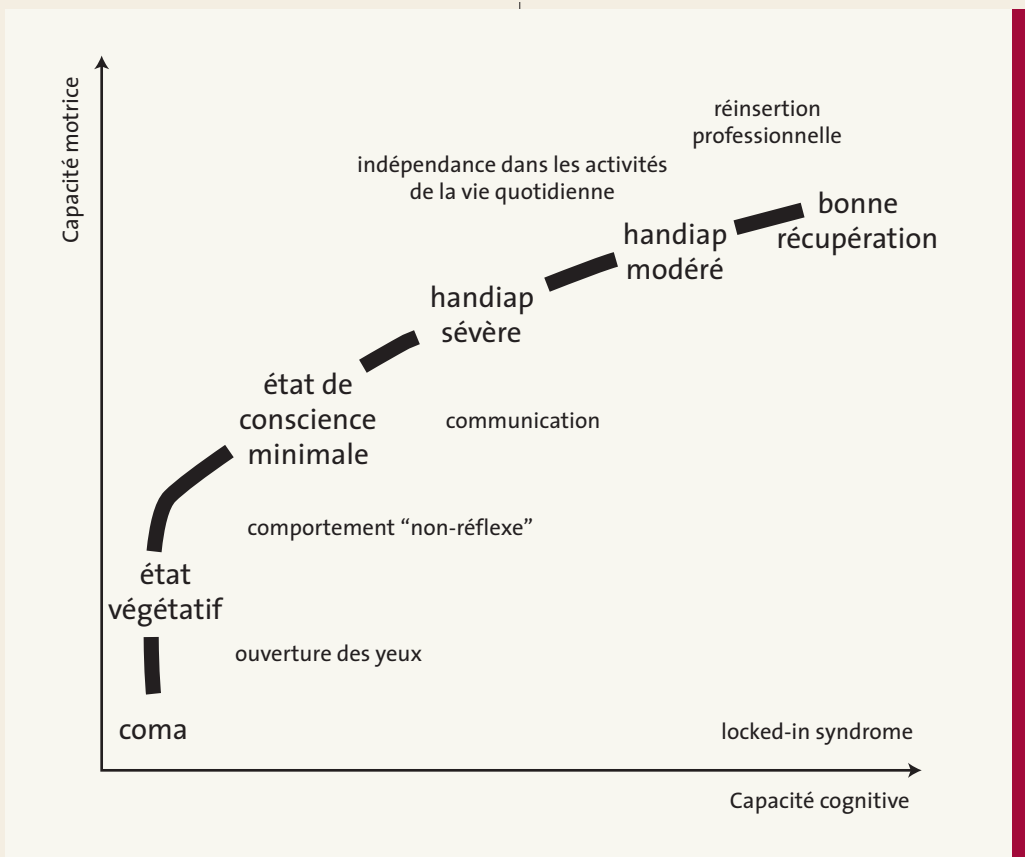 Capacité motrice
réinsertion
professionnelle
indépendance dans les activités
de la vie quotidienne
bonne
récupération
handiap
modéré
handiap
sévère
état de
conscience
minimale
communication
comportement “non-réflexe”
état
végétatif
ouverture des yeux
coma
locked-in syndrome
Capacité cognitive